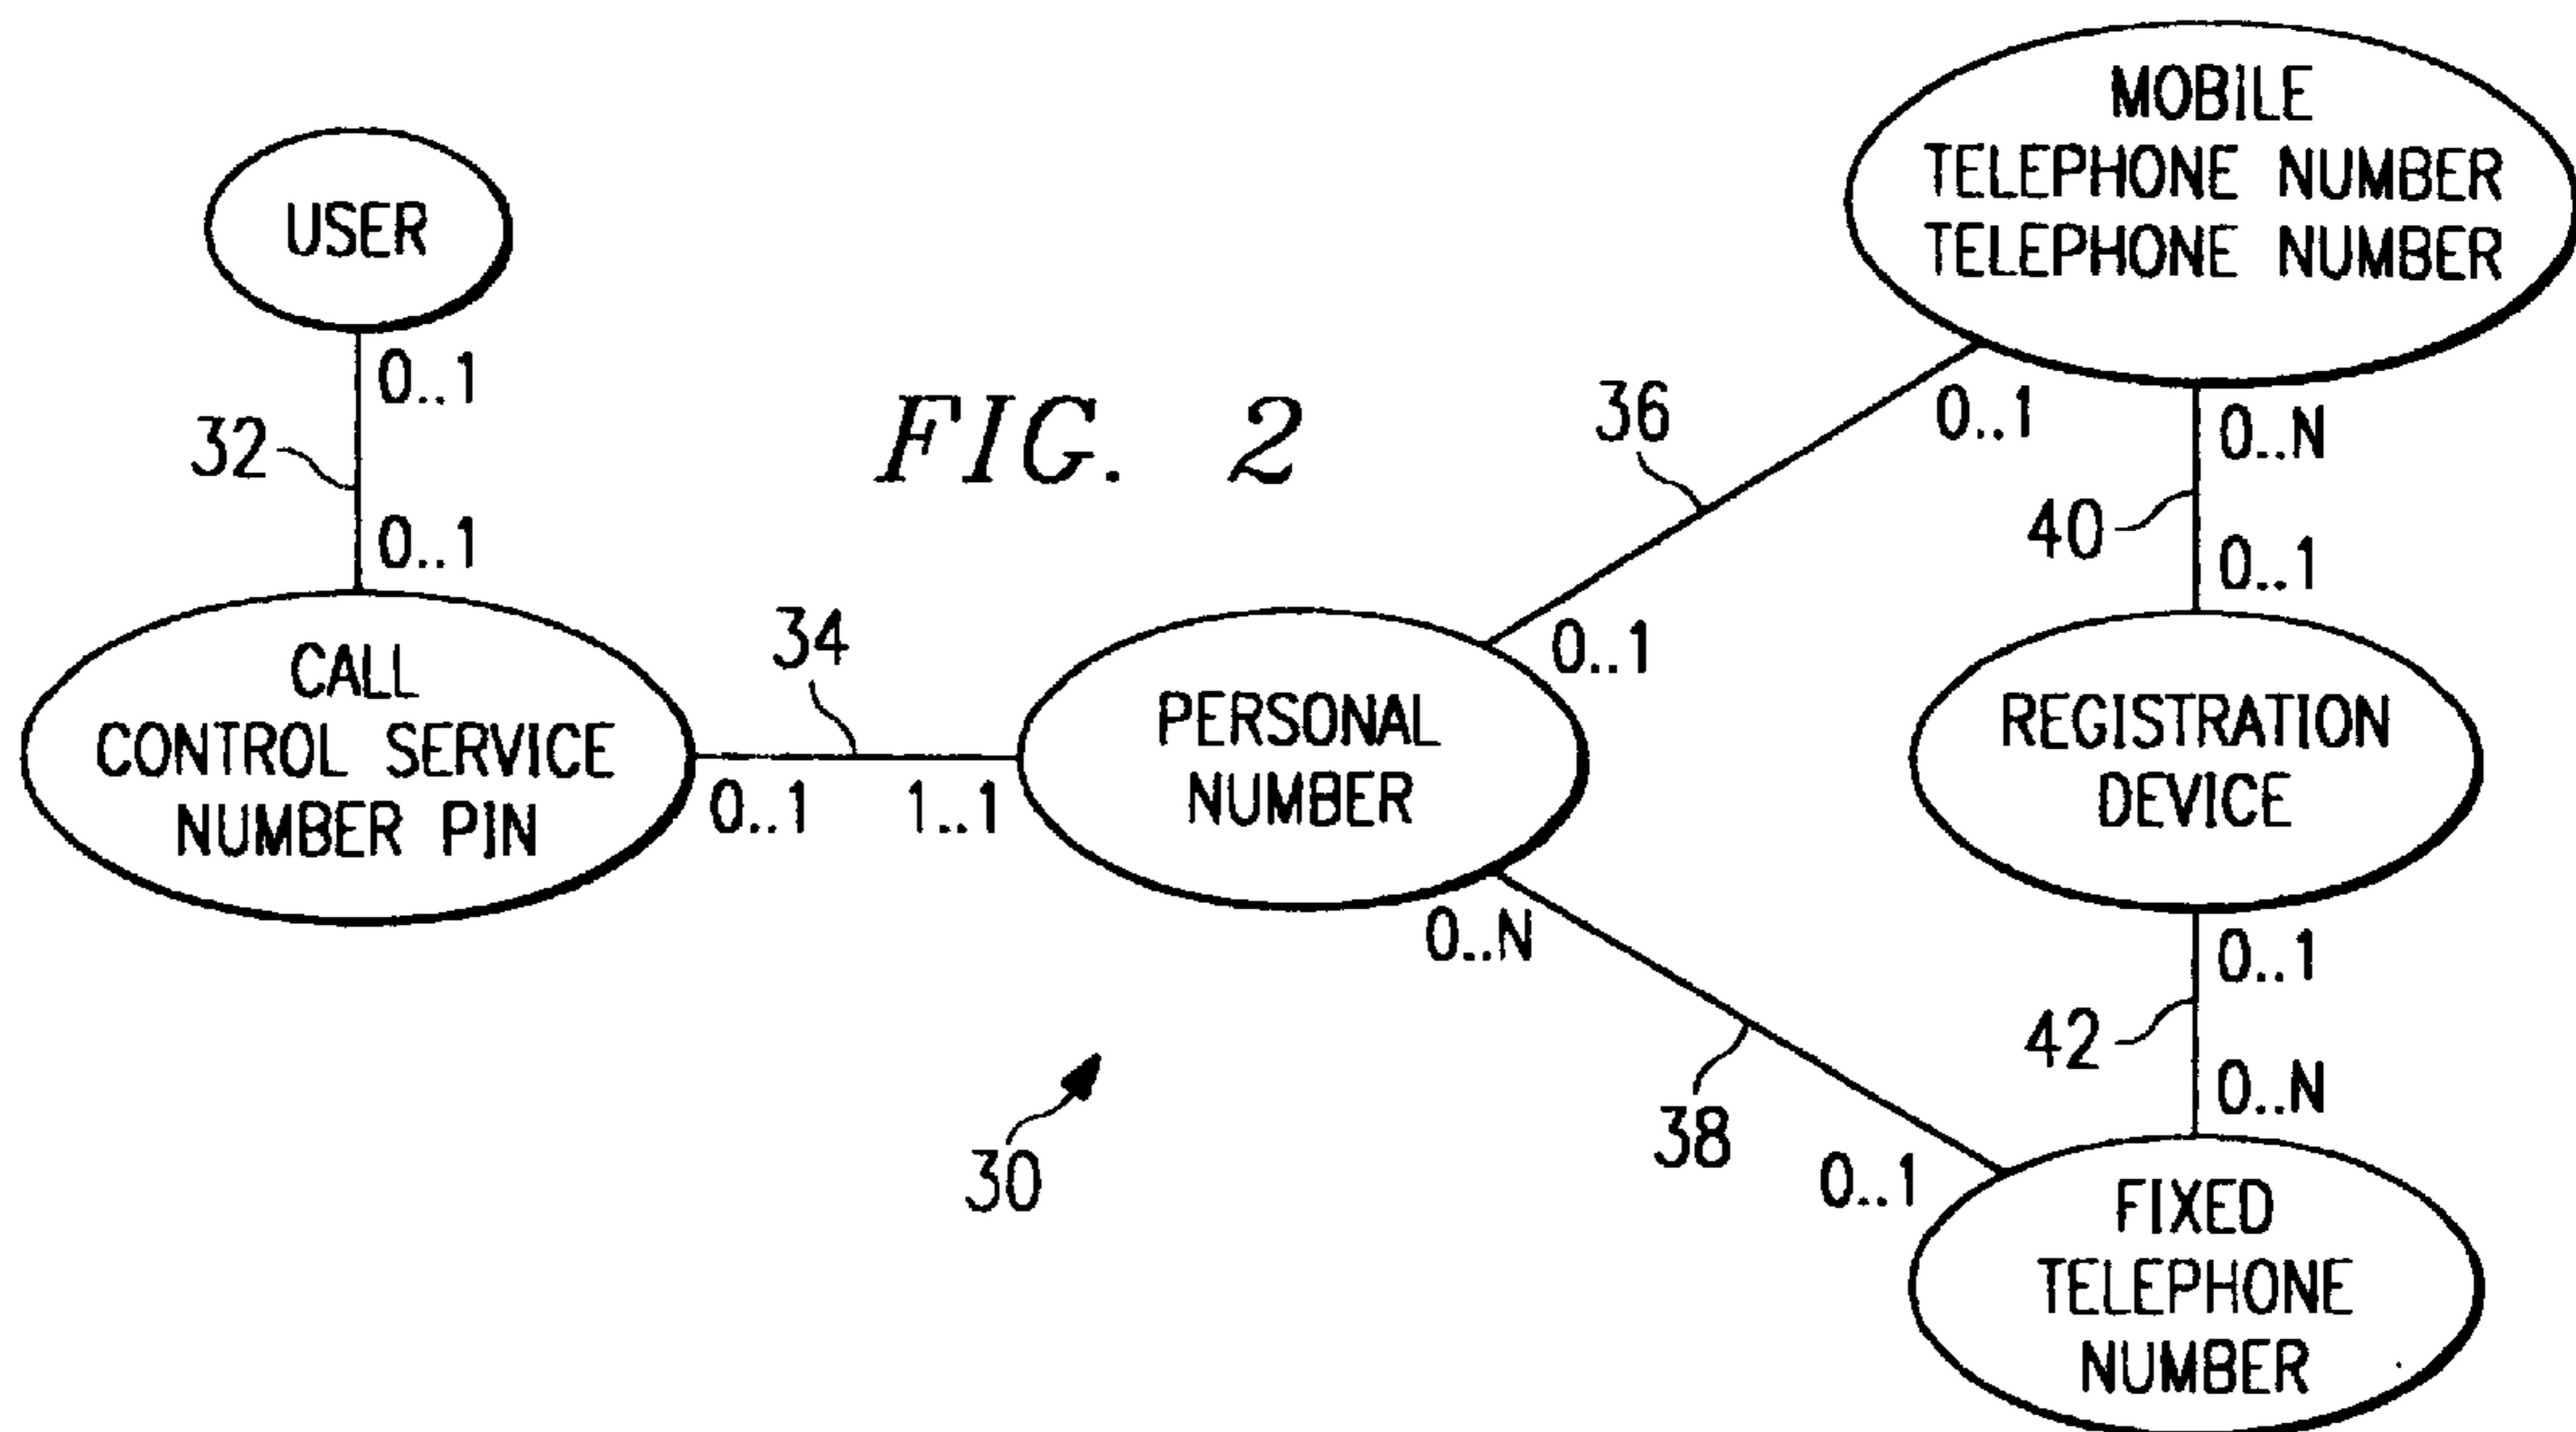 MOBILE
TELEPHONE NUMBER
TELEPHONE NUMBER
USER
0..1
32
0..1
FIG. 2
36
0..1
0..N
40
0..1
CALL
CONTROL SERVICE
NUMBER PIN
34
0..1
1..1
PERSONAL
NUMBER
0..1
0..N
REGISTRATION
DEVICE
0..1
42
0..N
38
0..1
30
FIXED
TELEPHONE
NUMBER